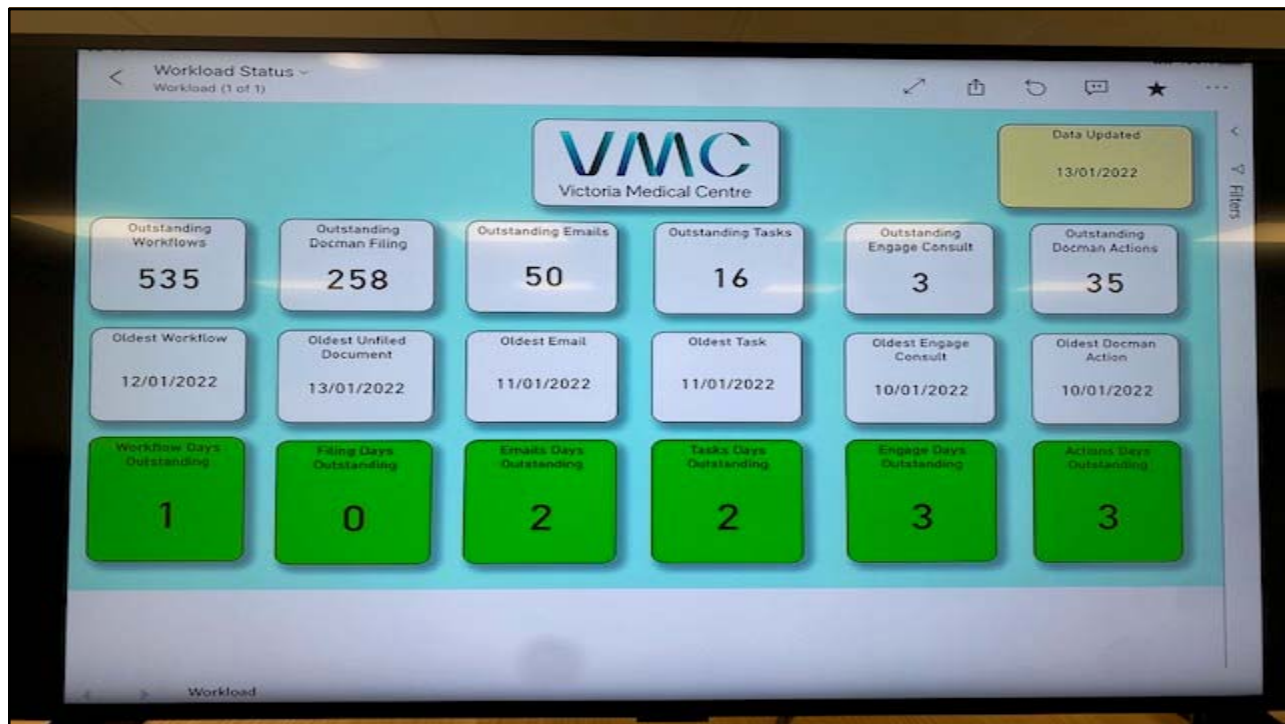 Workload Status
Workload (1 of 1)
VMC
Victoria Medical Centre
Data Updated
13/01/2022
Filters
Outstanding
Workflows
535
Outstanding
Docman Filing
258
Outstanding Emails
50
Outstanding Tasks
16
Outstanding
Engage Consult
3
Outstanding
Docman Actions
35
Oldest Workflow
12/01/2022
Oldest Unfiled
Document
13/01/2022
Oldest Email
11/01/2022
Oldest Task
11/01/2022
Oldest Engage
Consult
10/01/2022
Oldest Docman
Action
10/01/2022
Workflow Days
Outstanding
1
Filing Days
Outstanding
0
Emails Days
Outstanding
2
Tasks Days
Outstanding
2
Engage Days
Outstanding
3
Actions Days
Outstanding
3
Workload